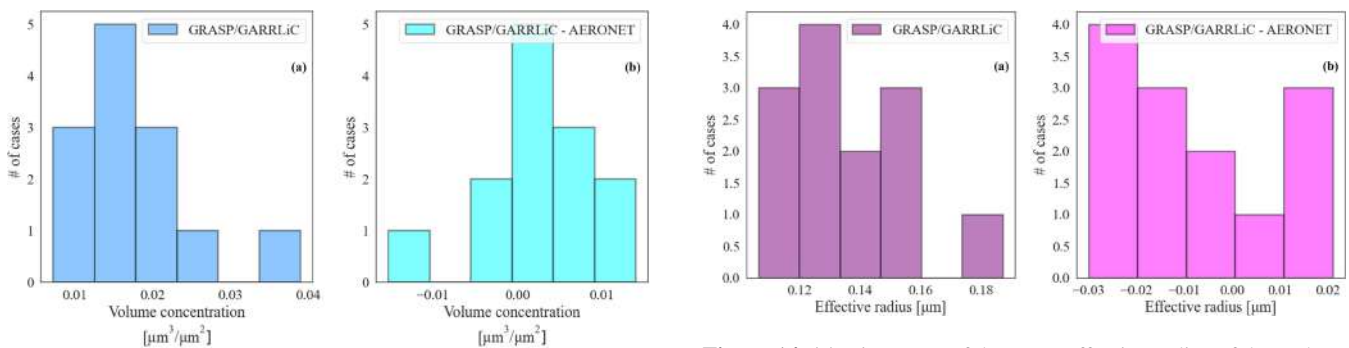 GRASP/GARRLiC
(a)
# of cases
5
4
3
2
1
0
0.01
0.02
0.03
0.04
Volume concentration
[µm³/µm²]
GRASP/GARRLiC - AERONET
(b)
# of cases
5
4
3
2
1
0
−0.01
0.00
0.01
Volume concentration
[µm³/µm²]
GRASP/GARRLiC
(a)
# of cases
4.0
3.5
3.0
2.5
2.0
1.5
1.0
0.5
0.0
0.12
0.14
0.16
0.18
Effective radius [µm]
GRASP/GARRLiC - AERONET
(b)
# of cases
4.0
3.5
3.0
2.5
2.0
1.5
1.0
0.5
0.0
−0.03
−0.02
−0.01
0.00
0.01
0.02
Effective radius [µm]